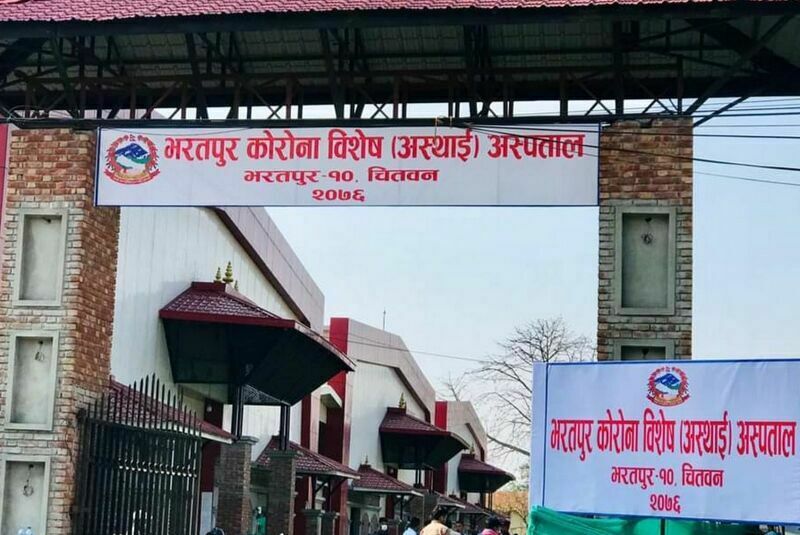 भरतपुर कोरोना विशेष (अस्थाई) अस्पताल
भरतपुर-१०, चितवन
२०७६
भरतपुर कोरोना विशेष (अस्थाई) अस्पताल
भरतपुर-१०, चितवन
२०७६